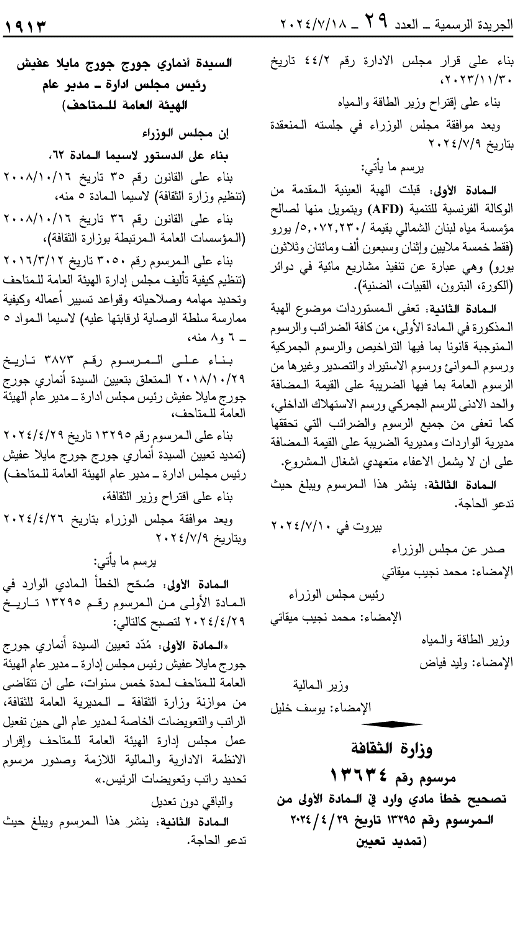 الجريدة الرسمية ــ العدد ٢٩ ــ ٢٠٢٤/٧/١٨
١٩١٣
بناء على قرار مجلس الادارة رقم ٤٤/٢ تاريخ
٢٠٢٣/١١/٣٠،
بناء على إقتراح وزير الطاقة والمياه
وبعد موافقة مجلس الوزراء في جلسته المنعقدة
بتاريخ ٢٠٢٤/٧/٩
يرسم ما يأتي:
المادة الأولى: قبلت الهبة العينية المقدمة من
الوكالة الفرنسية للتنمية (AFD) وبتمويل منها لصالح
مؤسسة مياه لبنان الشمالي بقيمة /٥,٠٧٢,٢٣٠/ يورو
(فقط خمسة ملايين وإثنان وسبعون ألف ومائتان وثلاثون
يورو) وهي عبارة عن تنفيذ مشاريع مائية في دوائر
(الكورة، البترون، القبيات، الضنية).
المادة الثانية: تعفى المستوردات موضوع الهبة
المذكورة في المادة الأولى، من كافة الضرائب والرسوم
المتوجبة قانونا بما فيها التراخيص والرسوم الجمركية
ورسوم الموانئ ورسوم الاستيراد والتصدير وغيرها من
الرسوم العامة بما فيها الضريبة على القيمة المضافة
والحد الادنى للرسم الجمركي ورسم الاستهلاك الداخلي،
كما تعفى من جميع الرسوم والضرائب التي تحققها
مديرية الواردات ومديرية الضريبة على القيمة المضافة
على ان لا يشمل الاعفاء متعهدي اشغال المشروع.
المادة الثالثة: ينشر هذا المرسوم ويبلغ حيث
تدعو الحاجة.
بيروت في ٢٠٢٤/٧/١٠
صدر عن مجلس الوزراء
الإمضاء: محمد نجيب ميقاتي
رئيس مجلس الوزراء
الإمضاء: محمد نجيب ميقاتي
وزير الطاقة والمياه
الإمضاء: وليد فياض
وزير المالية
الإمضاء: يوسف خليل
وزارة الثقافة
مرسوم رقم ١٣٦٣٤
تصحيح خطأ مادي وارد في المادة الأولى من
المرسوم رقم ١٣٢٩٥ تاريخ ٢٠٢٤/٤/٢٩
(تمديد تعيين
السيدة أنماري جورج جورج مايلا عفيش
رئيس مجلس ادارة ــ مدير عام
الهيئة العامة للمتاحف)
إن مجلس الوزراء
بناء على الدستور لاسيما المادة ٦٢،
بناء على القانون رقم ٣٥ تاريخ ٢٠٠٨/١٠/١٦
(تنظيم وزارة الثقافة) لاسيما المادة ٥ منه،
بناء على القانون رقم ٣٦ تاريخ ٢٠٠٨/١٠/١٦
(المؤسسات العامة المرتبطة بوزارة الثقافة)،
بناء على المرسوم رقم ٣٠٥٠ تاريخ ٢٠١٦/٣/١٢
(تنظيم كيفية تأليف مجلس إدارة الهيئة العامة للمتاحف
وتحديد مهامه وصلاحياته وقواعد تسيير أعماله وكيفية
ممارسة سلطة الوصاية لرقابتها عليه) لاسيما المواد ٥
ــ ٦ و٨ منه،
بناء على المرسوم رقم ٣٨٧٣ تاريخ
٢٠١٨/١٠/٢٩ المتعلق بتعيين السيدة أنماري جورج
جورج مايلا عفيش رئيس مجلس ادارة ــ مدير عام الهيئة
العامة للمتاحف،
بناء على المرسوم رقم ١٣٢٩٥ تاريخ ٢٠٢٤/٤/٢٩
(تمديد تعيين السيدة أنماري جورج جورج مايلا عفيش
رئيس مجلس ادارة ــ مدير عام الهيئة العامة للمتاحف)
بناء على اقتراح وزير الثقافة،
وبعد موافقة مجلس الوزراء بتاريخ ٢٠٢٤/٤/٢٦
وبتاريخ ٢٠٢٤/٧/٩
يرسم ما يأتي:
المادة الأولى: صُحّح الخطأ المادي الوارد في
المادة الأولى من المرسوم رقم ١٣٢٩٥ تاريخ
٢٠٢٤/٤/٢٩ لتصبح كالتالي:
«المادة الأولى: مُدّد تعيين السيدة أنماري جورج
جورج مايلا عفيش رئيس مجلس إدارة ــ مدير عام الهيئة
العامة للمتاحف لمدة خمس سنوات، على ان تتقاضى
من موازنة وزارة الثقافة ــ المديرية العامة للثقافة،
الراتب والتعويضات الخاصة لمدير عام الى حين تفعيل
عمل مجلس إدارة الهيئة العامة للمتاحف وإقرار
الانظمة الادارية والمالية اللازمة وصدور مرسوم
تحديد راتب وتعويضات الرئيس.»
والباقي دون تعديل
المادة الثانية: ينشر هذا المرسوم ويبلغ حيث
تدعو الحاجة.